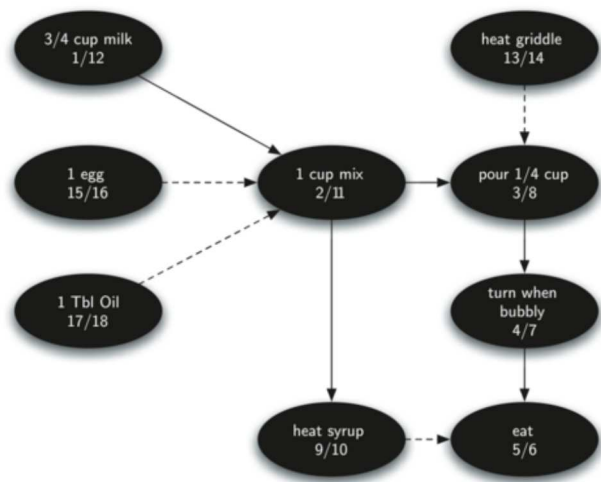 3/4 cup milk
1/12
heat griddle
13/14
1 egg
15/16
1 cup mix
2/11
pour 1/4 cup
3/8
1 Tbl Oil
17/18
turn when
bubbly
4/7
heat syrup
9/10
eat
5/6